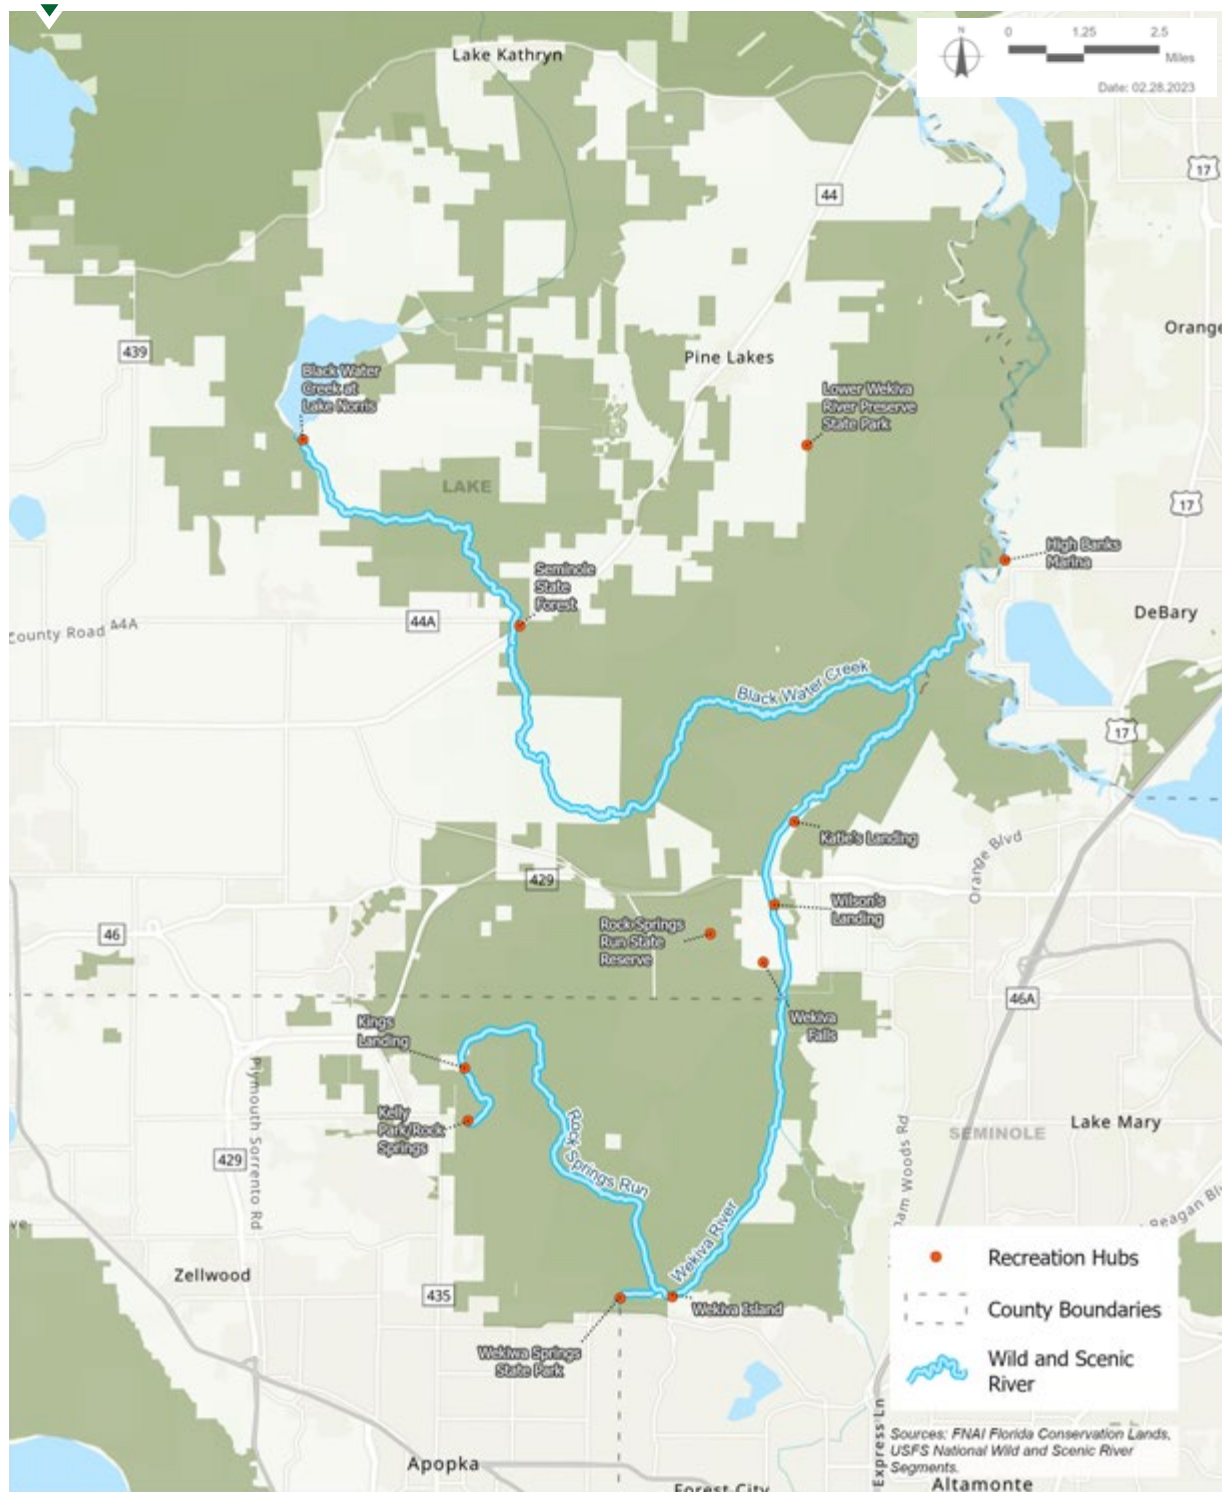 Lake Kathryn
N
0 1.25 2.5
Miles
Date: 02.28.2023
17
44
Orange
439
Pine Lakes
Black Water
Creek at
Lake Norris
Lower Wekiva
River Preserve
State Park
LAKE
17
High Banks
Marina
Seminole
State
Forest
DeBary
44A
County Road 44A
Black Water Creek
17
Katie's Landing
Orange Blvd
429
Wilson's
Landing
Rock Springs
Run State
Reserve
46
46A
Wekiva
Falls
Kings
Landing
Plymouth Sorrento Rd
Kelly
Park/Rock
Springs
Rock Springs Run
Lake Mary
SEMINOLE
429
Wekiva River
Reagan
Zellwood
435
Wekiva Island
Wekiwa Springs
State Park
Recreation Hubs
County Boundaries
Wild and Scenic
River
Express Ln
Sources: FNAI Florida Conservation Lands,
USFS National Wild and Scenic River
Segments.
Apopka
Forest City
Altamonte